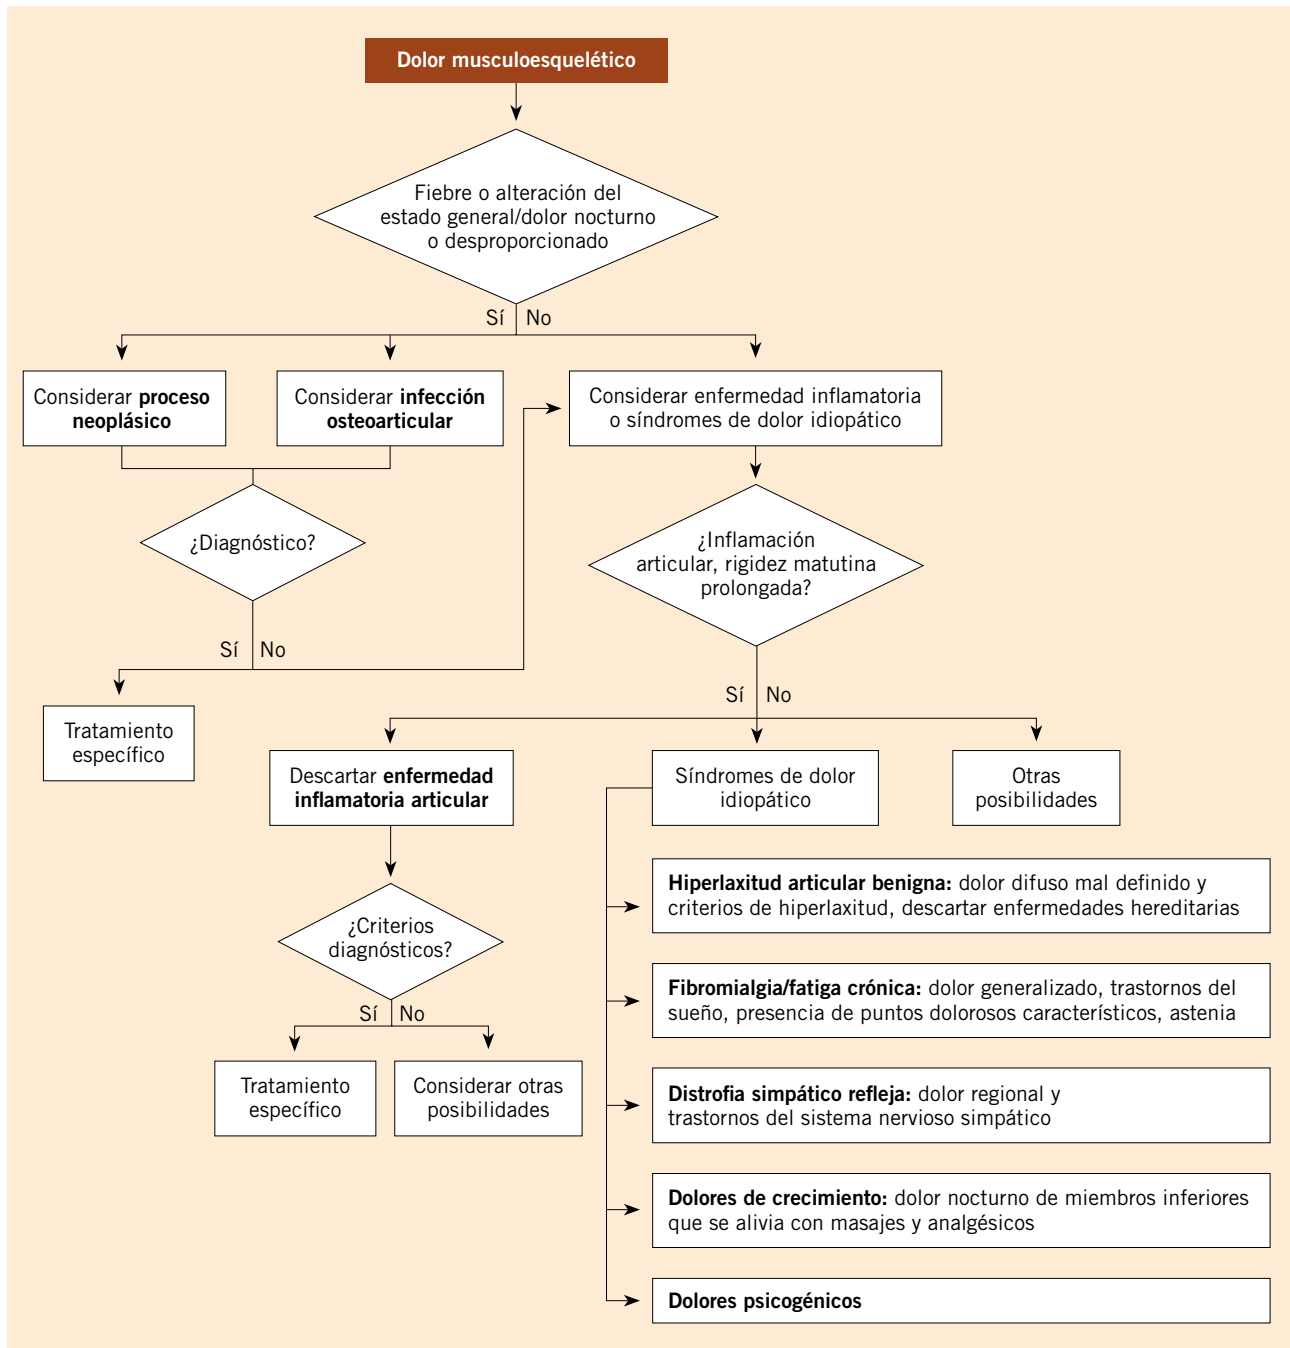 Dolor musculoesquelético
Fiebre o alteración del
estado general/dolor nocturno
o desproporcionado
Sí No
Considerar proceso
neoplásico
Considerar infección
osteoarticular
Considerar enfermedad inflamatoria
o síndromes de dolor idiopático
¿Diagnóstico?
¿Inflamación
articular, rigidez matutina
prolongada?
Sí No
Sí No
Tratamiento
específico
Descartar enfermedad
inflamatoria articular
Síndromes de dolor
idiopático
Otras
posibilidades
Hiperlaxitud articular benigna: dolor difuso mal definido y
criterios de hiperlaxitud, descartar enfermedades hereditarias
¿Criterios
diagnósticos?
Fibromialgia/fatiga crónica: dolor generalizado, trastornos del
sueño, presencia de puntos dolorosos característicos, astenia
Sí No
Tratamiento
específico
Considerar otras
posibilidades
Distrofia simpático refleja: dolor regional y
trastornos del sistema nervioso simpático
Dolores de crecimiento: dolor nocturno de miembros inferiores
que se alivia con masajes y analgésicos
Dolores psicogénicos